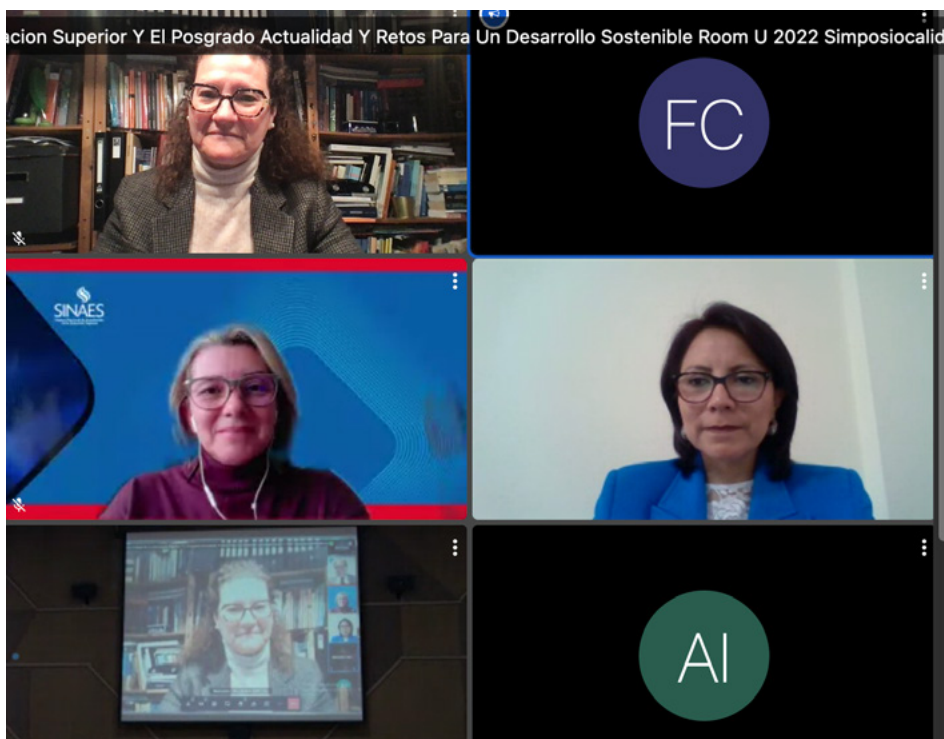 acion Superior Y El Posgrado Actualidad Y Retos Para Un Desarrollo Sostenible Room U 2022 Simposiocalid
FC
SINAES
AI